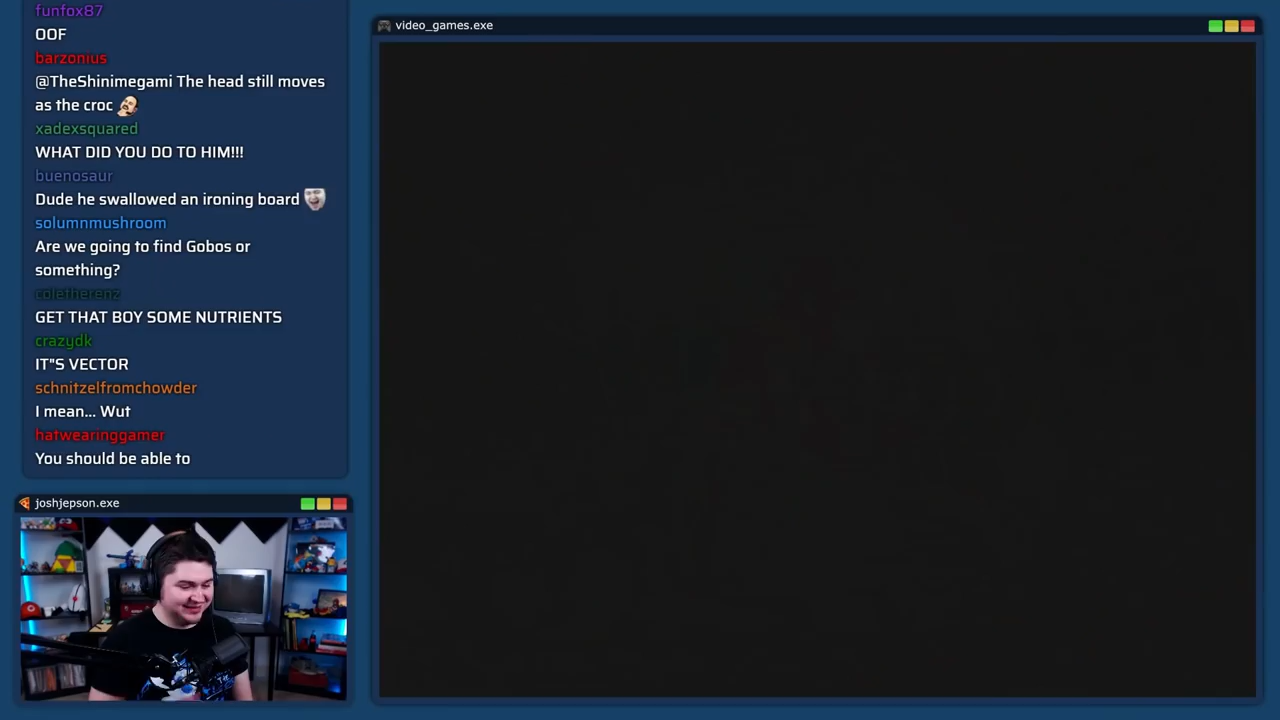 funfox87
OOF
barzonius
@TheShinimegami The head still moves
as the croc
xadexsquared
WHAT DID YOU DO TO HIM!!!
buenosaur
Dude he swallowed an ironing board
solumnmushroom
Are we going to find Gobos or
something?
coletherenz
GET THAT BOY SOME NUTRIENTS
crazydk
IT"S VECTOR
schnitzelfromchowder
I mean... Wut
hatwearinggamer
You should be able to
joshjepson.exe
video_games.exe